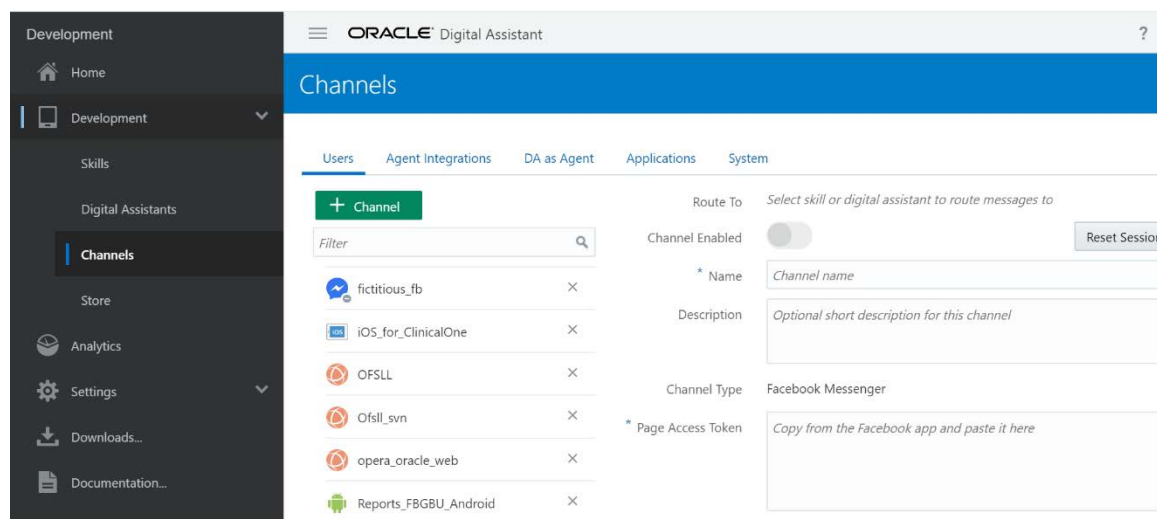 Development
Home
Development
Skills
Digital Assistants
Channels
Store
Analytics
Settings
Downloads...
Documentation...
ORACLE Digital Assistant
?
Channels
Users Agent Integrations DA as Agent Applications System
+ Channel
Filter
fictitious_fb
iOS iOS_for_ClinicalOne
OFSLL
Ofsll_svn
opera_oracle_web
Reports_FBGBU_Android
Route To Select skill or digital assistant to route messages to
Channel Enabled Reset Session
* Name Channel name
Description Optional short description for this channel
Channel Type Facebook Messenger
* Page Access Token Copy from the Facebook app and paste it here